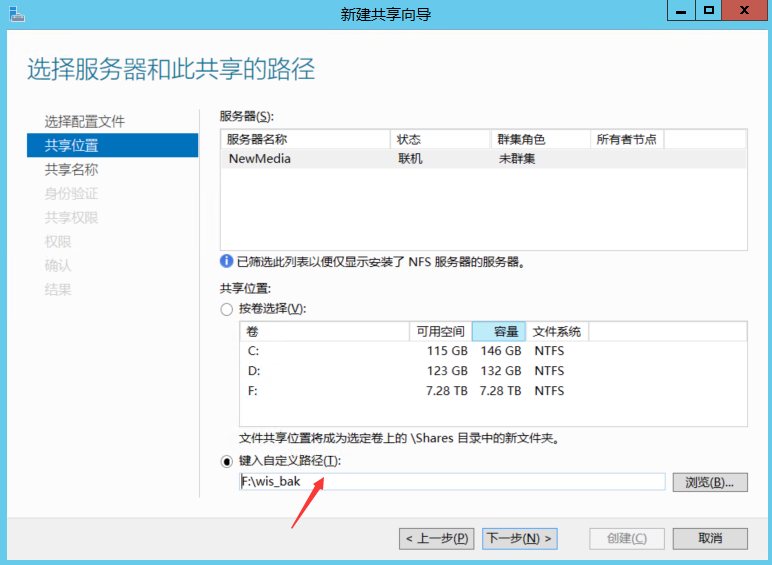 新建共享向导
选择服务器和此共享的路径
选择配置文件
共享位置
共享名称
身份验证
共享权限
权限
确认
结果
服务器(S):
服务器名称 状态 群集角色 所有者节点
NewMedia 联机 未群集
已筛选此列表以便仅显示安装了 NFS 服务器的服务器。
共享位置:
按卷选择(V):
卷 可用空间 容量 文件系统
C: 115 GB 146 GB NTFS
D: 123 GB 132 GB NTFS
F: 7.28 TB 7.28 TB NTFS
文件共享位置将成为选定卷上的 \Shares 目录中的新文件夹。
键入自定义路径(T):
F:\wis_bak
浏览(B)...
< 上一步(P) 下一步(N) > 创建(C) 取消